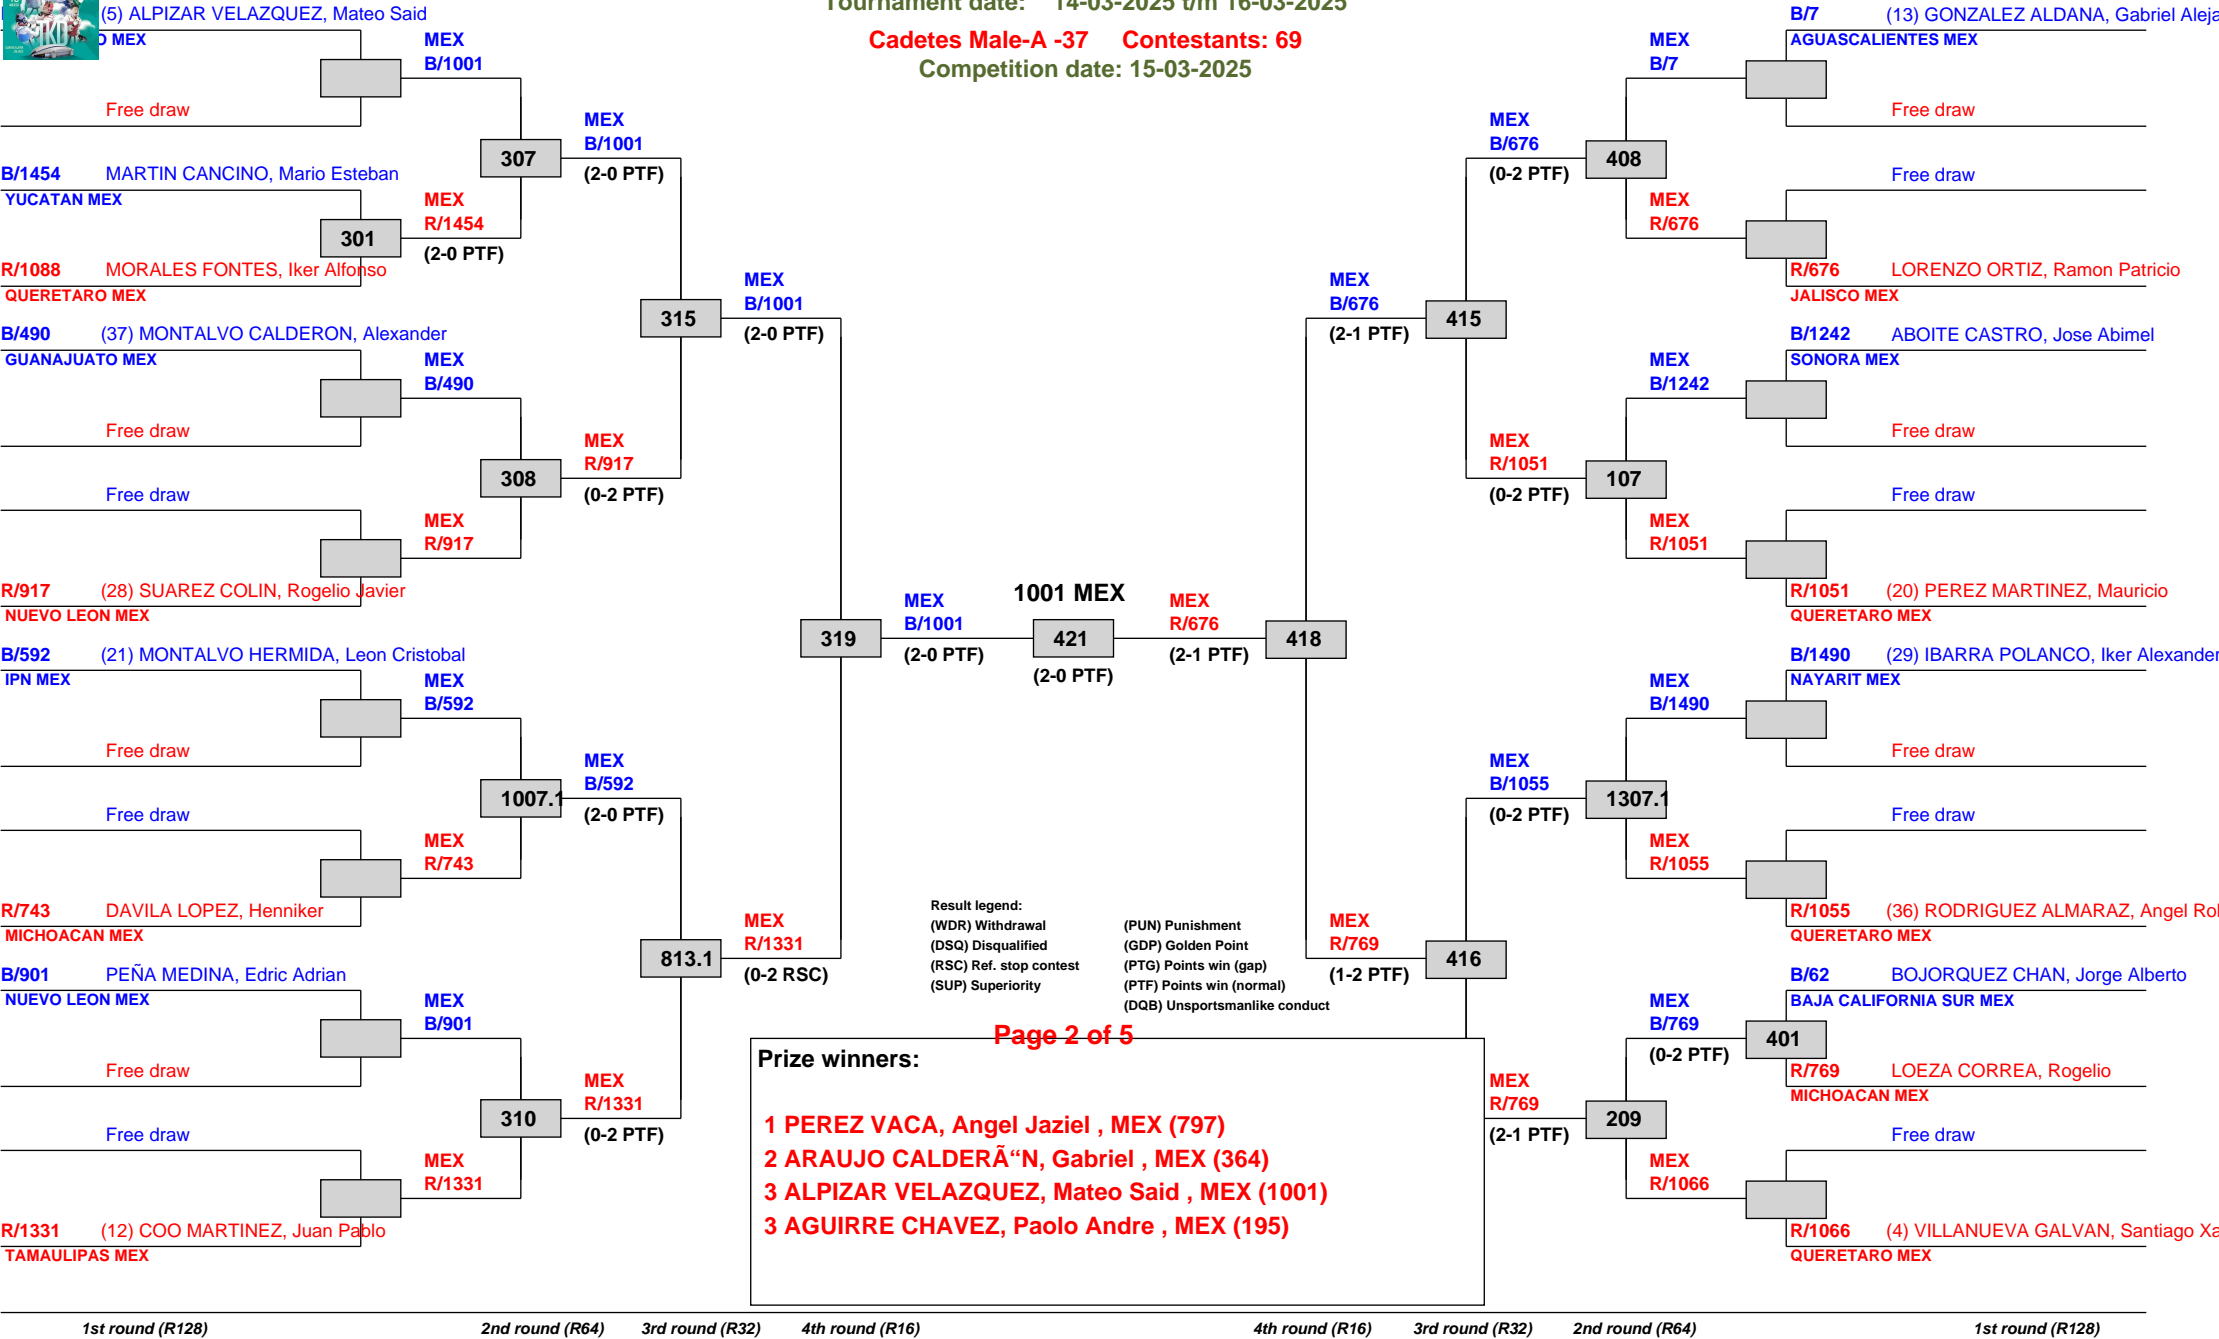 Tournament date: 14-03-2025 t/m 16-03-2025
Cadetes Male-A -37 Contestants: 69
Competition date: 15-03-2025
(5) ALPIZAR VELAZQUEZ, Mateo Said
O MEX
MEX
B/1001
Free draw
307
MEX
B/1001
(2-0 PTF)
B/1454 MARTIN CANCINO, Mario Esteban
YUCATAN MEX
301
MEX
R/1454
(2-0 PTF)
R/1088 MORALES FONTES, Iker Alfonso
QUERETARO MEX
315
MEX
B/1001
(2-0 PTF)
B/490 (37) MONTALVO CALDERON, Alexander
GUANAJUATO MEX
MEX
B/490
Free draw
308
MEX
R/917
(0-2 PTF)
Free draw
MEX
R/917
R/917 (28) SUAREZ COLIN, Rogelio Javier
NUEVO LEON MEX
319
MEX
B/1001
(2-0 PTF)
B/592 (21) MONTALVO HERMIDA, Leon Cristobal
IPN MEX
MEX
B/592
Free draw
1007.1
MEX
B/592
(2-0 PTF)
Free draw
MEX
R/743
R/743 DAVILA LOPEZ, Henniker
MICHOACAN MEX
813.1
MEX
R/1331
(0-2 RSC)
B/901 PEÑA MEDINA, Edric Adrian
NUEVO LEON MEX
MEX
B/901
Free draw
310
MEX
R/1331
(0-2 PTF)
Free draw
MEX
R/1331
R/1331 (12) COO MARTINEZ, Juan Pablo
TAMAULIPAS MEX
1001 MEX
421
(2-0 PTF)
MEX
R/676
(2-1 PTF)
418
B/7 (13) GONZALEZ ALDANA, Gabriel Aleja
AGUASCALIENTES MEX
MEX
B/7
Free draw
MEX
B/676
(0-2 PTF)
408
Free draw
MEX
R/676
R/676 LORENZO ORTIZ, Ramon Patricio
JALISCO MEX
MEX
B/676
(2-1 PTF)
415
B/1242 ABOITE CASTRO, Jose Abimel
SONORA MEX
MEX
B/1242
Free draw
MEX
R/1051
(0-2 PTF)
107
Free draw
MEX
R/1051
R/1051 (20) PEREZ MARTINEZ, Mauricio
QUERETARO MEX
B/1490 (29) IBARRA POLANCO, Iker Alexander
NAYARIT MEX
MEX
B/1490
Free draw
MEX
B/1055
(0-2 PTF)
1307.1
Free draw
MEX
R/1055
R/1055 (36) RODRIGUEZ ALMARAZ, Angel Rol
QUERETARO MEX
MEX
R/769
(1-2 PTF)
416
B/62 BOJORQUEZ CHAN, Jorge Alberto
BAJA CALIFORNIA SUR MEX
MEX
B/769
(0-2 PTF)
401
R/769 LOEZA CORREA, Rogelio
MICHOACAN MEX
MEX
R/769
(2-1 PTF)
209
Free draw
MEX
R/1066
R/1066 (4) VILLANUEVA GALVAN, Santiago Xa
QUERETARO MEX
Result legend:
(WDR) Withdrawal (PUN) Punishment
(DSQ) Disqualified (GDP) Golden Point
(RSC) Ref. stop contest (PTG) Points win (gap)
(SUP) Superiority (PTF) Points win (normal)
(DQB) Unsportsmanlike conduct
Page 2 of 5
Prize winners:
1 PEREZ VACA, Angel Jaziel , MEX (797)
2 ARAUJO CALDERÃ“N, Gabriel , MEX (364)
3 ALPIZAR VELAZQUEZ, Mateo Said , MEX (1001)
3 AGUIRRE CHAVEZ, Paolo Andre , MEX (195)
1st round (R128) 2nd round (R64) 3rd round (R32) 4th round (R16) 4th round (R16) 3rd round (R32) 2nd round (R64) 1st round (R128)